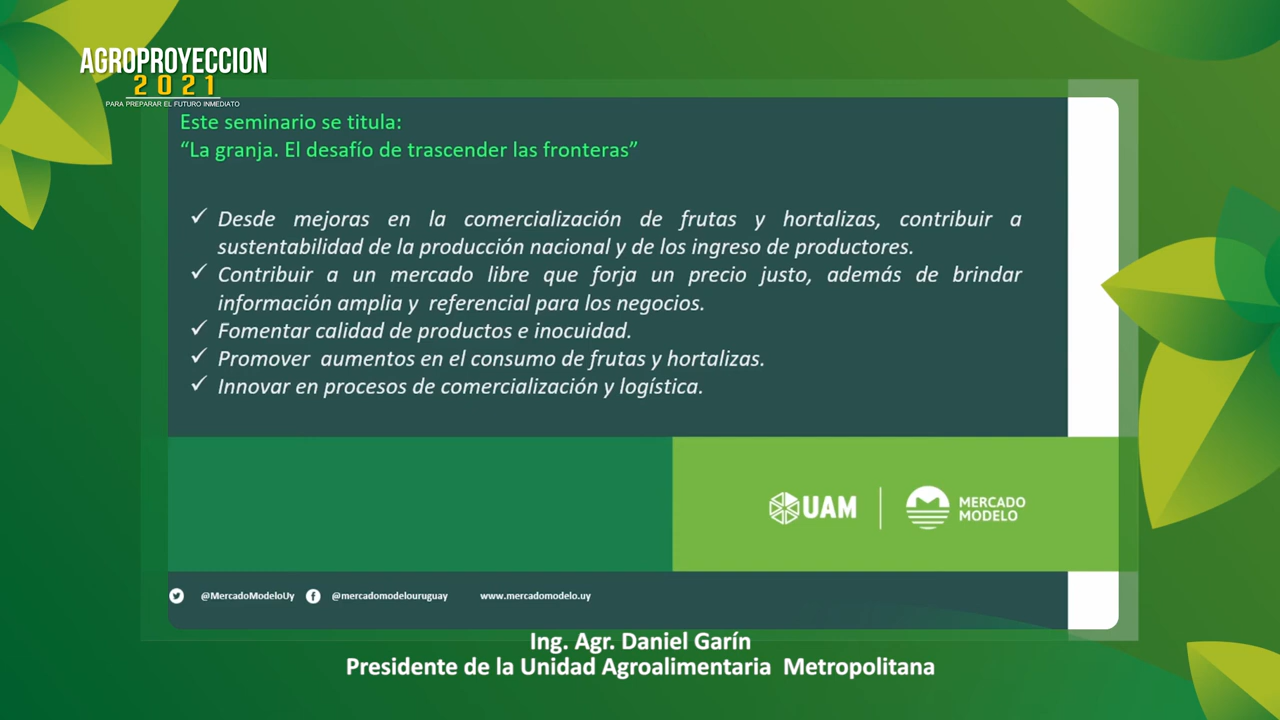 AGROPROYECCION
2021
PARA PREPARAR EL FUTURO INMEDIATO
Este seminario se titula:
“La granja. El desafío de trascender las fronteras”
✓ Desde mejoras en la comercialización de frutas y hortalizas, contribuir a
sustentabilidad de la producción nacional y de los ingreso de productores.
✓ Contribuir a un mercado libre que forja un precio justo, además de brindar
información amplia y referencial para los negocios.
✓ Fomentar calidad de productos e inocuidad.
✓ Promover aumentos en el consumo de frutas y hortalizas.
✓ Innovar en procesos de comercialización y logística.
UAM
MERCADO
MODELO
@MercadoModeloUy @mercadomodelouruguay www.mercadomodelo.uy
Ing. Agr. Daniel Garín
Presidente de la Unidad Agroalimentaria Metropolitana